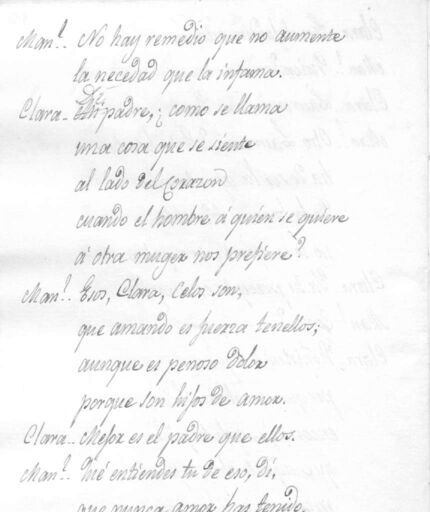 Man.l. No hay remedio que no aumente
la necedad que la infama.
Clara - Mi padre, ¿como se llama
una cosa que se siente
al lado del Corazon
cuando el hombre á quien se quiere
á otra muger nos prefiere?
Man.l. Esos, Clara, Celos son,
que amando es fuerza tenellos;
aunque es penoso dolor
porque son hijos de amor.
Clara - Mejor es el padre que ellos.
Man.l. Qué entiendes tu de eso, di,
que nunca amor has tenido.